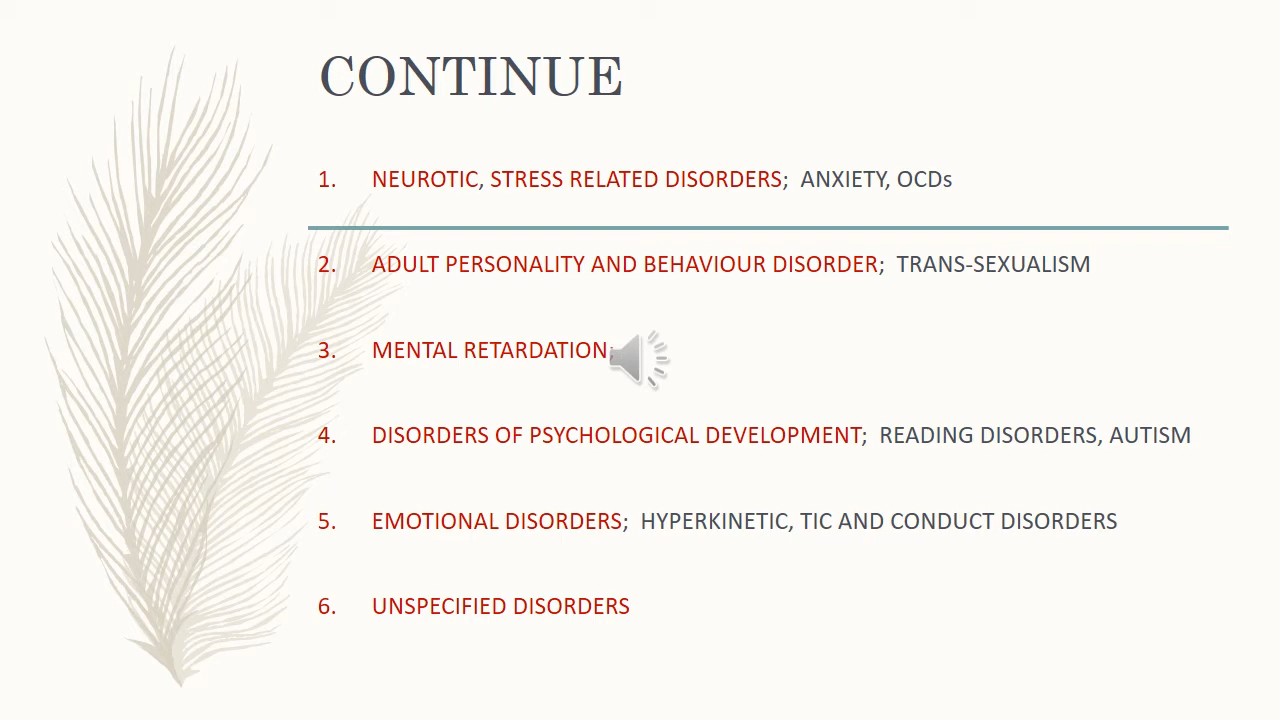 CONTINUE
1. NEUROTIC, STRESS RELATED DISORDERS; ANXIETY, OCDs
2. ADULT PERSONALITY AND BEHAVIOUR DISORDER; TRANS-SEXUALISM
3. MENTAL RETARDATION
4. DISORDERS OF PSYCHOLOGICAL DEVELOPMENT; READING DISORDERS, AUTISM
5. EMOTIONAL DISORDERS; HYPERKINETIC, TIC AND CONDUCT DISORDERS
6. UNSPECIFIED DISORDERS